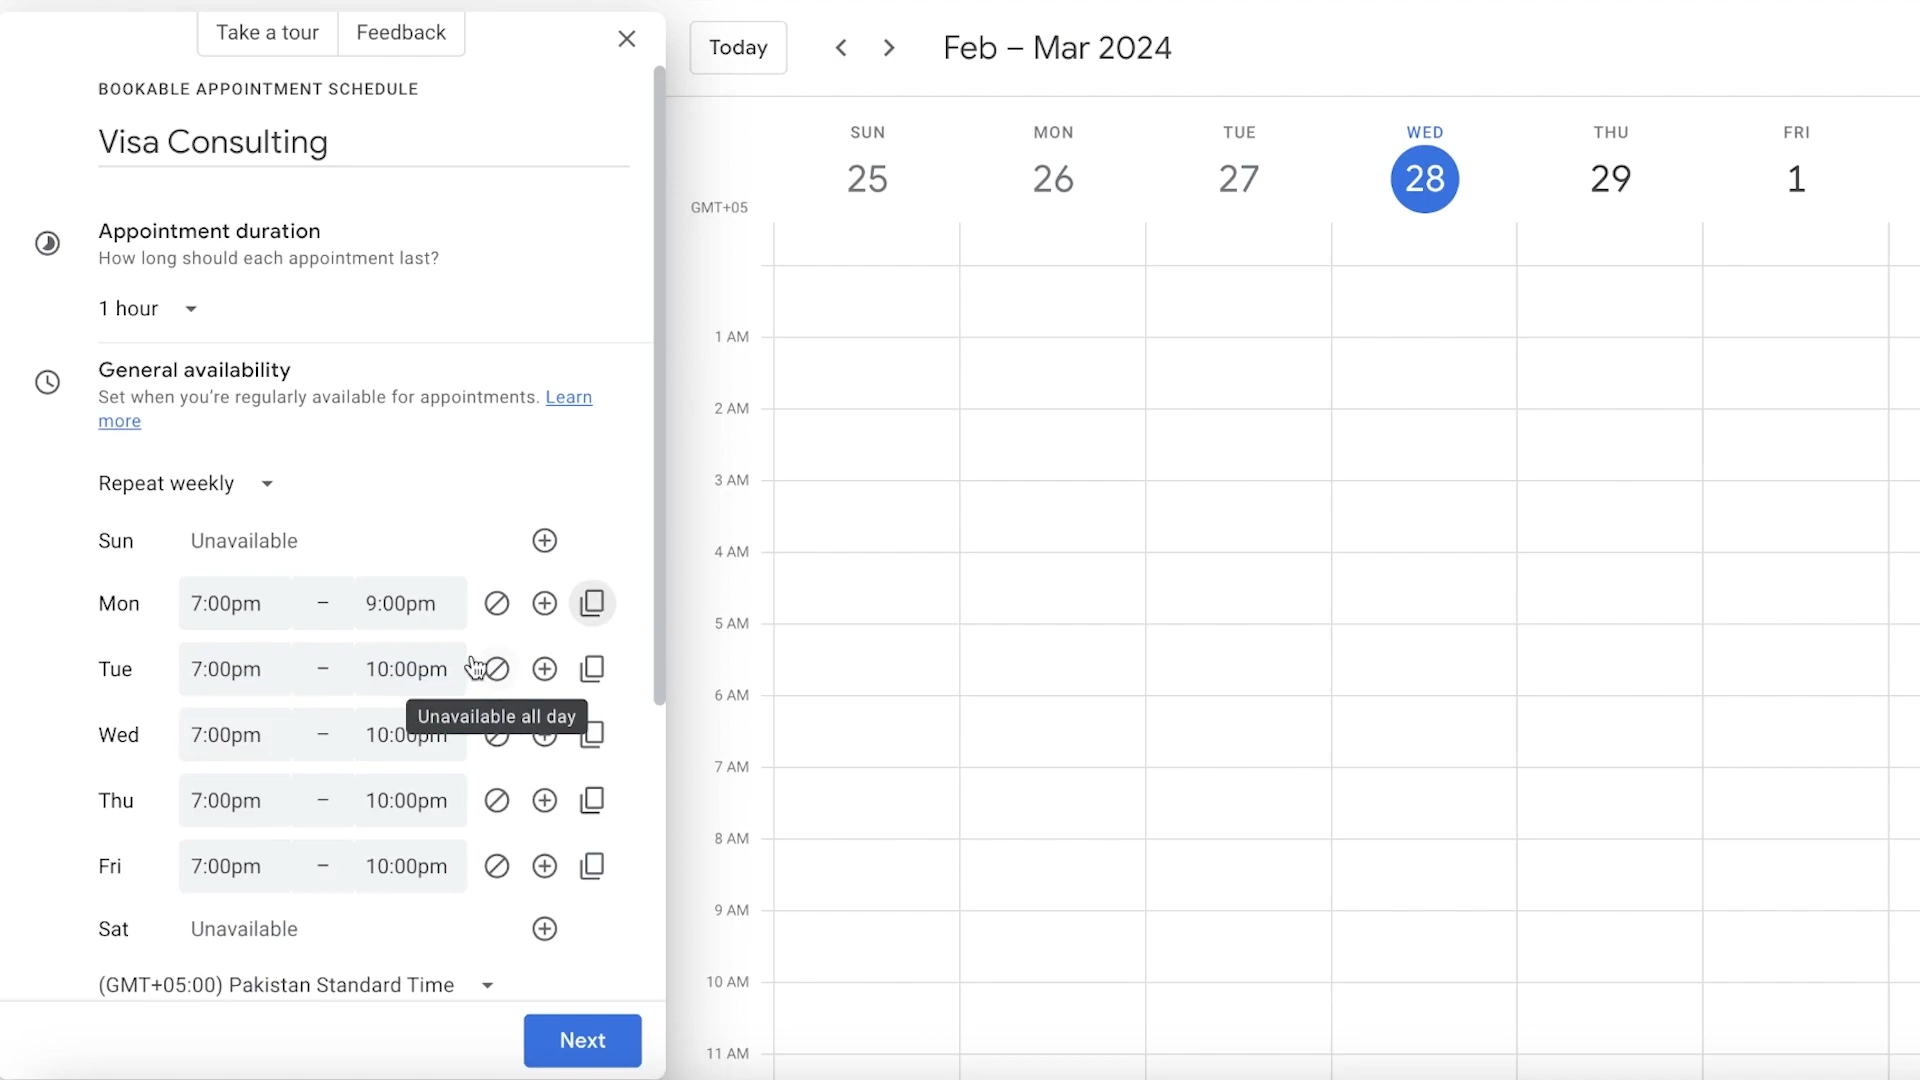 Take a tour
Feedback
BOOKABLE APPOINTMENT SCHEDULE
Visa Consulting
Appointment duration
How long should each appointment last?
1 hour
General availability
Set when you're regularly available for appointments. Learn
more
Repeat weekly
Sun Unavailable
Mon 7:00pm – 9:00pm
Tue 7:00pm – 10:00pm
Unavailable all day
Wed 7:00pm – 10:00pm
Thu 7:00pm – 10:00pm
Fri 7:00pm – 10:00pm
Sat Unavailable
(GMT+05:00) Pakistan Standard Time
Next
Today
Feb – Mar 2024
SUN MON TUE WED THU FRI
25 26 27 28 29 1
GMT+05
1 AM
2 AM
3 AM
4 AM
5 AM
6 AM
7 AM
8 AM
9 AM
10 AM
11 AM